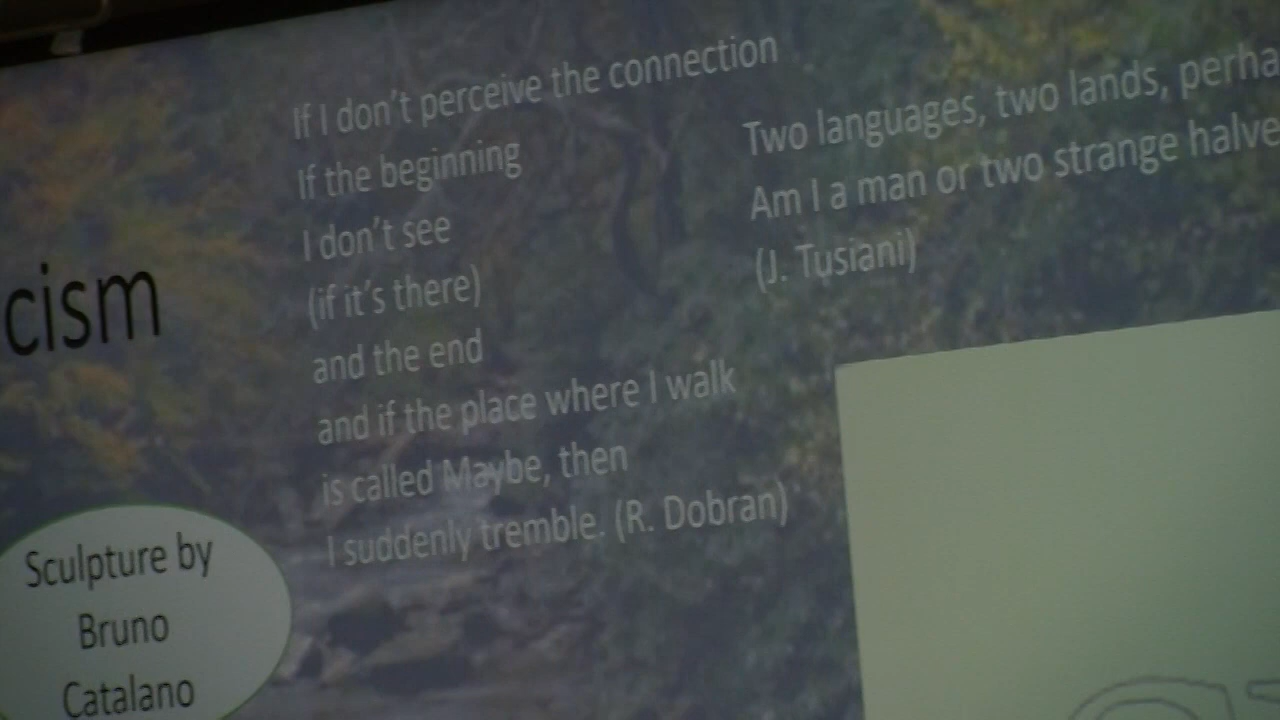 If I don't perceive the connection
If the beginning
I don't see
(if it's there)
and the end
and if the place where I walk
is called Maybe, then
I suddenly tremble. (R. Dobran)
Two languages, two lands,
Am I a man or two strange
(J. Tusiani)
Sculpture by
Bruno
Catalano